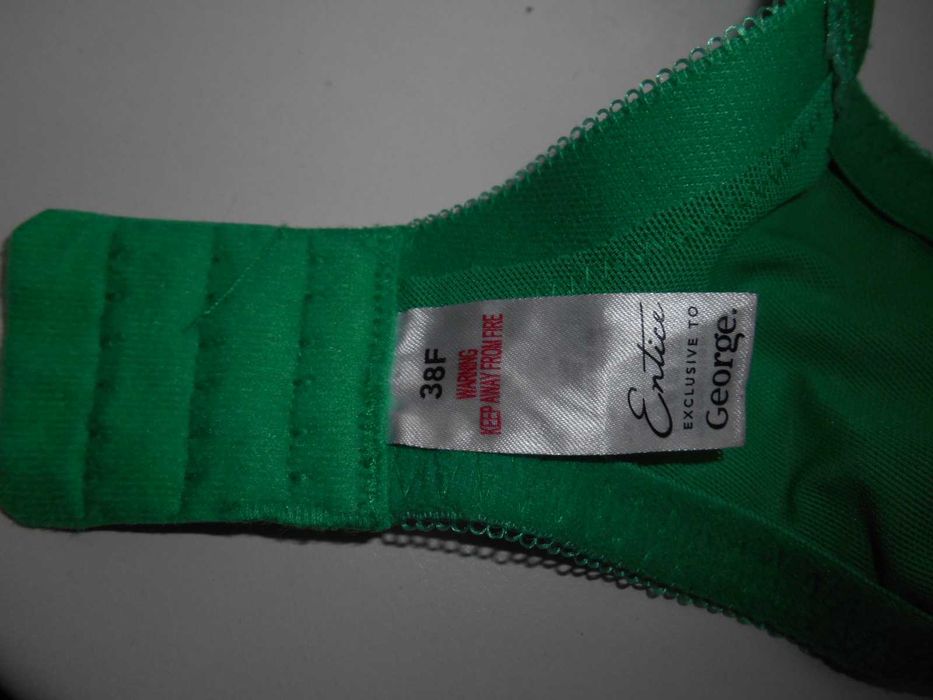 38F
WARNING
KEEP AWAY FROM FIRE
Entice
EXCLUSIVE TO
George.